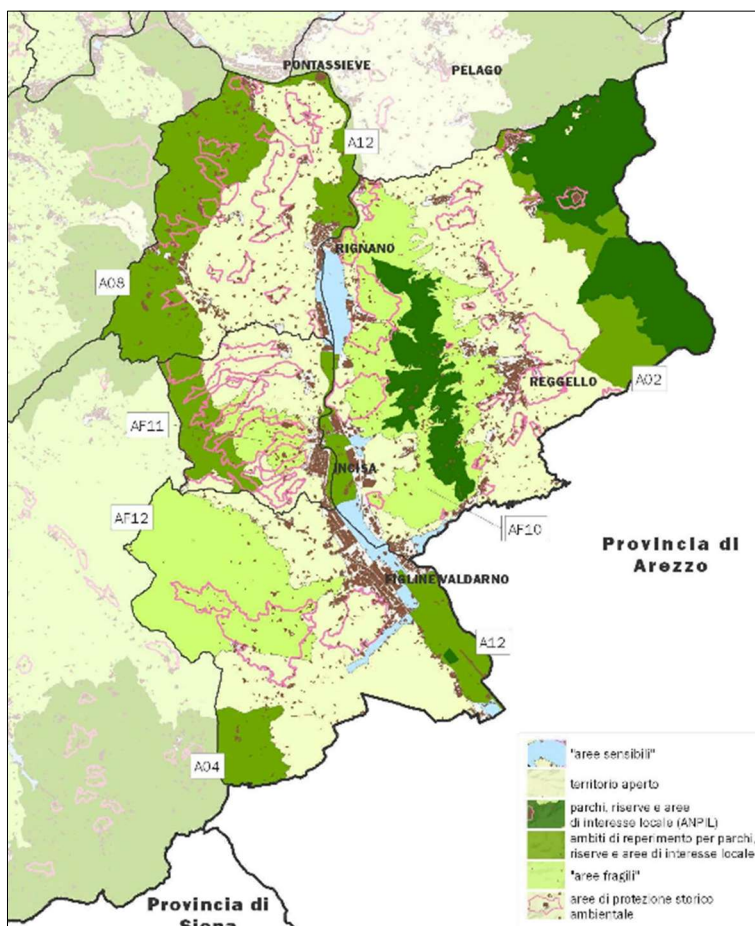 PONTASSIEVE
PELAGO
A12
RIGNANO
A08
REGGELLO
A02
AF11
INCISA
AF12
AF10
Provincia di
Arezzo
FIGLINE VALDARNO
A12
A04
"aree sensibili"
territorio aperto
parchi, riserve e aree
di interesse locale (ANPIL)
ambiti di reperimento per parchi,
riserve e aree di interesse locale
"aree fragili"
aree di protezione storico
ambientale
Provincia di
Siena